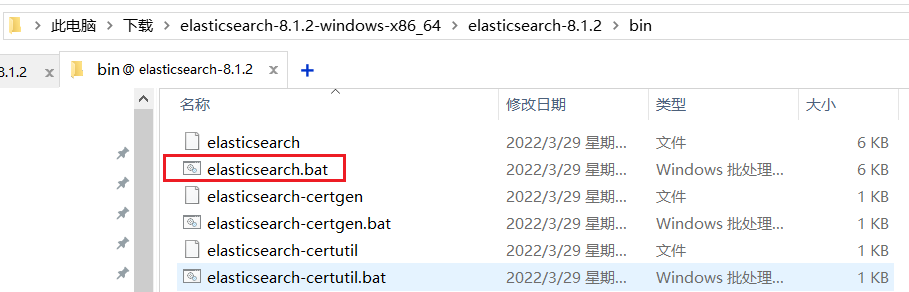 此电脑 > 下载 > elasticsearch-8.1.2-windows-x86_64 > elasticsearch-8.1.2 > bin
8.1.2 x bin @ elasticsearch-8.1.2 x +
名称 修改日期 类型 大小
elasticsearch 2022/3/29 星期... 文件 6 KB
elasticsearch.bat 2022/3/29 星期... Windows 批处理... 6 KB
elasticsearch-certgen 2022/3/29 星期... 文件 1 KB
elasticsearch-certgen.bat 2022/3/29 星期... Windows 批处理... 1 KB
elasticsearch-certutil 2022/3/29 星期... 文件 1 KB
elasticsearch-certutil.bat 2022/3/29 星期... Windows 批处理... 1 KB